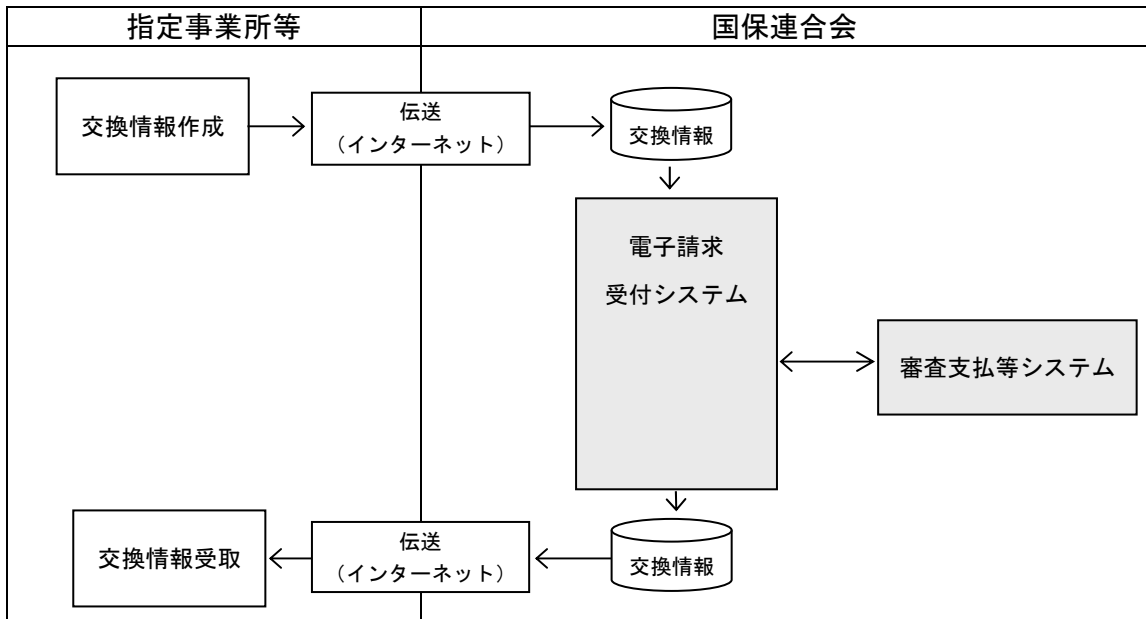 指定事業所等
国保連合会
交換情報作成
伝送
（インターネット）
交換情報
電子請求
受付システム
審査支払等システム
交換情報受取
伝送
（インターネット）
交換情報